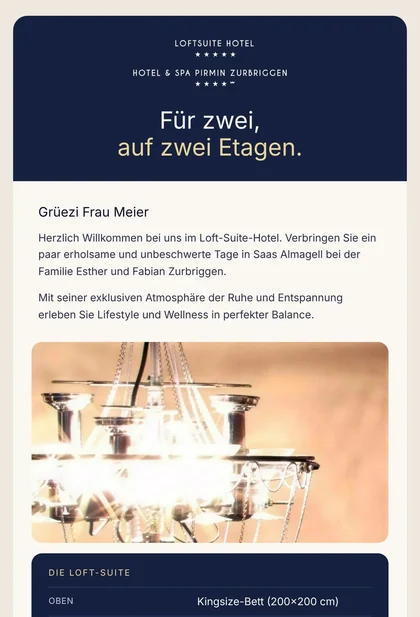 LOFTSUITE HOTEL
★★★★★
HOTEL & SPA PIRMIN ZURBRIGGEN
★★★★
Für zwei,
auf zwei Etagen.
Grüezi Frau Meier
Herzlich Willkommen bei uns im Loft-Suite-Hotel. Verbringen Sie ein
paar erholsame und unbeschwerte Tage in Saas Almagell bei der
Familie Esther und Fabian Zurbriggen.
Mit seiner exklusiven Atmosphäre der Ruhe und Entspannung
erleben Sie Lifestyle und Wellness in perfekter Balance.
DIE LOFT-SUITE
OBEN Kingsize-Bett (200×200 cm)